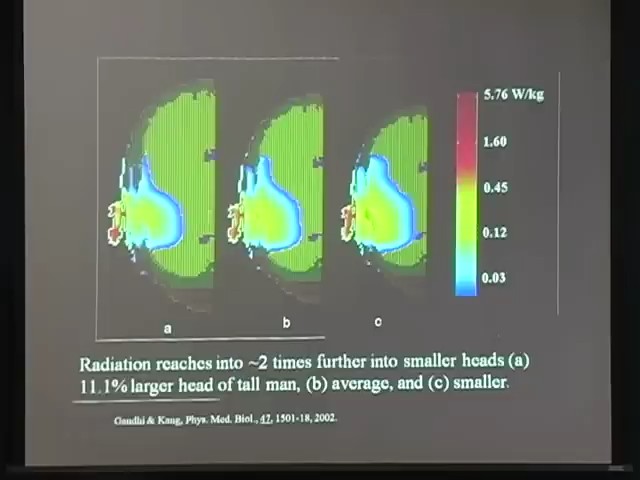 5.76 W/kg
1.60
0.45
0.12
0.03
a b c
Radiation reaches into ~2 times further into smaller heads (a)
11.1% larger head of tall man, (b) average, and (c) smaller.
Gandhi & Kang, Phys. Med. Biol., 47, 1501-18, 2002.